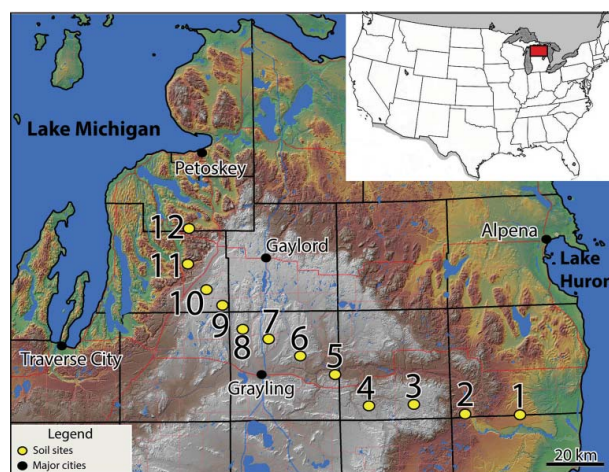 Lake Michigan
Petoskey
12
Alpena
Gaylord
Lake
Huron
11
10
9
8
7
6
5
Traverse City
Grayling
4
3
2
1
Legend
Soil sites
Major cities
20 km